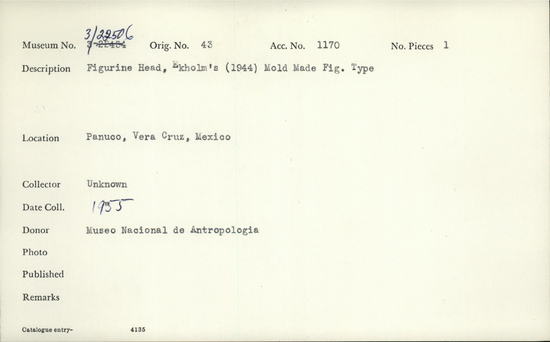 3/22506
Museum No. Orig. No. 43 Acc. No. 1170 No. Pieces 1
Description Figurine Head, Ekholm's (1944) Mold Made Fig. Type
Location Panuco, Vera Cruz, Mexico
Collector Unknown
Date Coll. 1955
Donor Museo Nacional de Antropologia
Photo
Published
Remarks
Catalogue entry- 4135